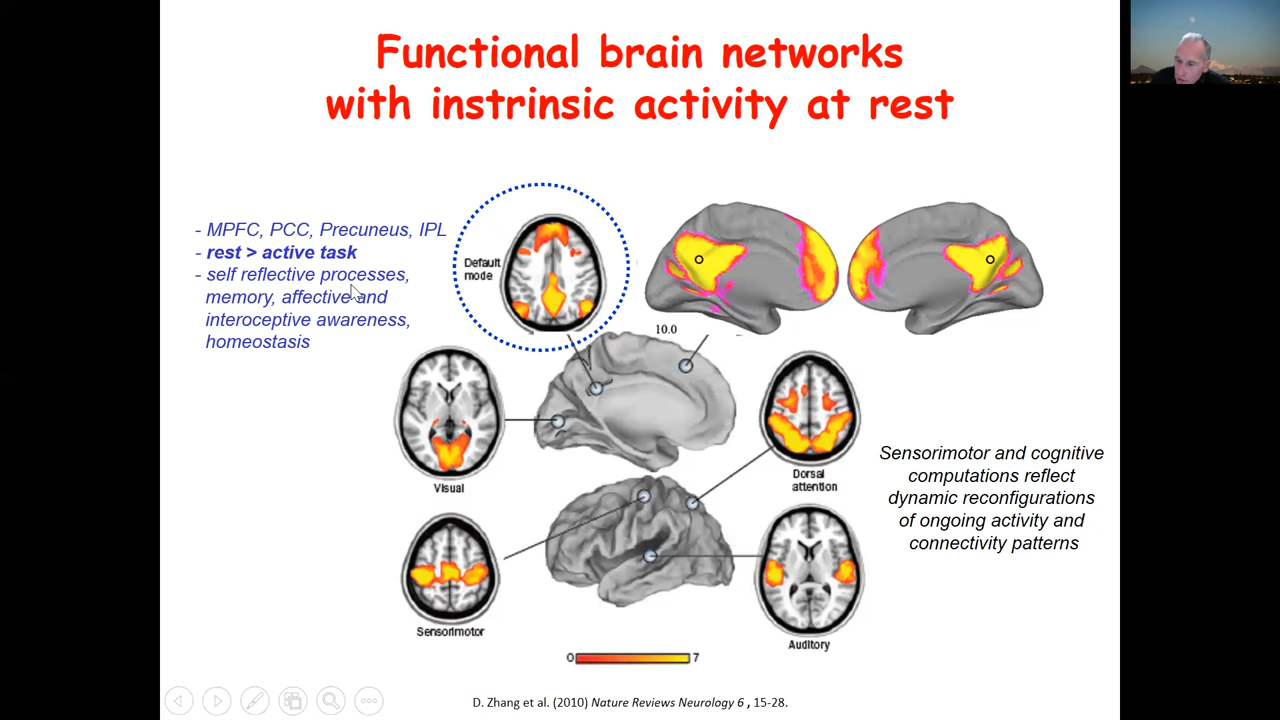 Functional brain networks
with instrinsic activity at rest
- MPFC, PCC, Precuneus, IPL
- rest > active task
- self reflective processes,
memory, affective and
interoceptive awareness,
homeostasis
Default
mode
10.0
Visual
Dorsal
attention
Sensorimotor and cognitive
computations reflect
dynamic reconfigurations
of ongoing activity and
connectivity patterns
Sensorimotor
Auditory
0
7
D. Zhang et al. (2010) Nature Reviews Neurology 6 , 15-28.